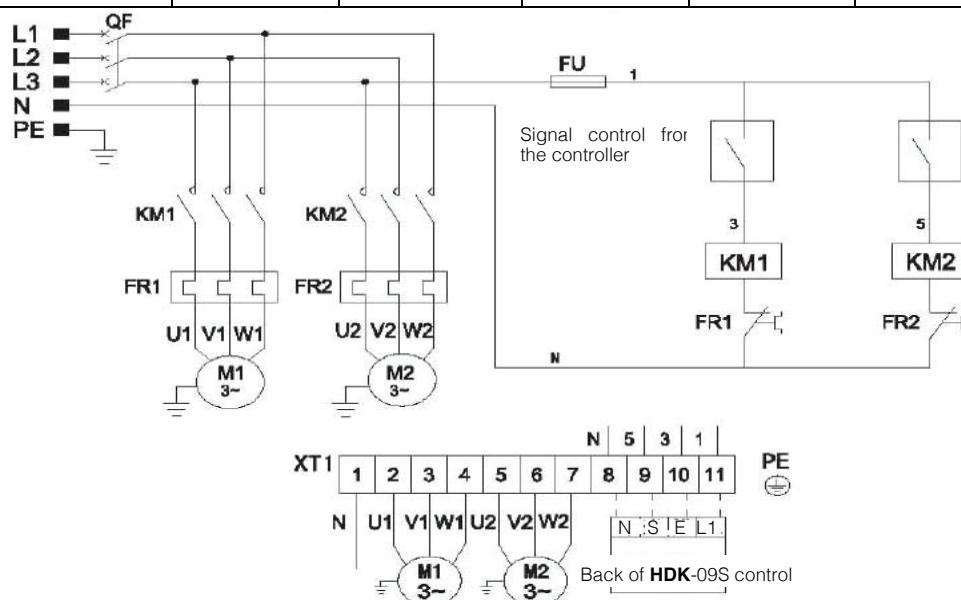 QF
L1
L2
L3
N
PE
FU
1
Signal control fror
the controller
KM1
KM2
3
5
KM1
KM2
FR1
FR2
FR1
FR2
U1 V1 W1
U2 V2 W2
N
M1
3~
M2
3~
N 5 3 1
XT1 1 2 3 4 5 6 7 8 9 10 11
PE
N U1 V1 W1 U2 V2 W2
N S E L1
M1
3~
M2
3~
Back of HDK-09S control